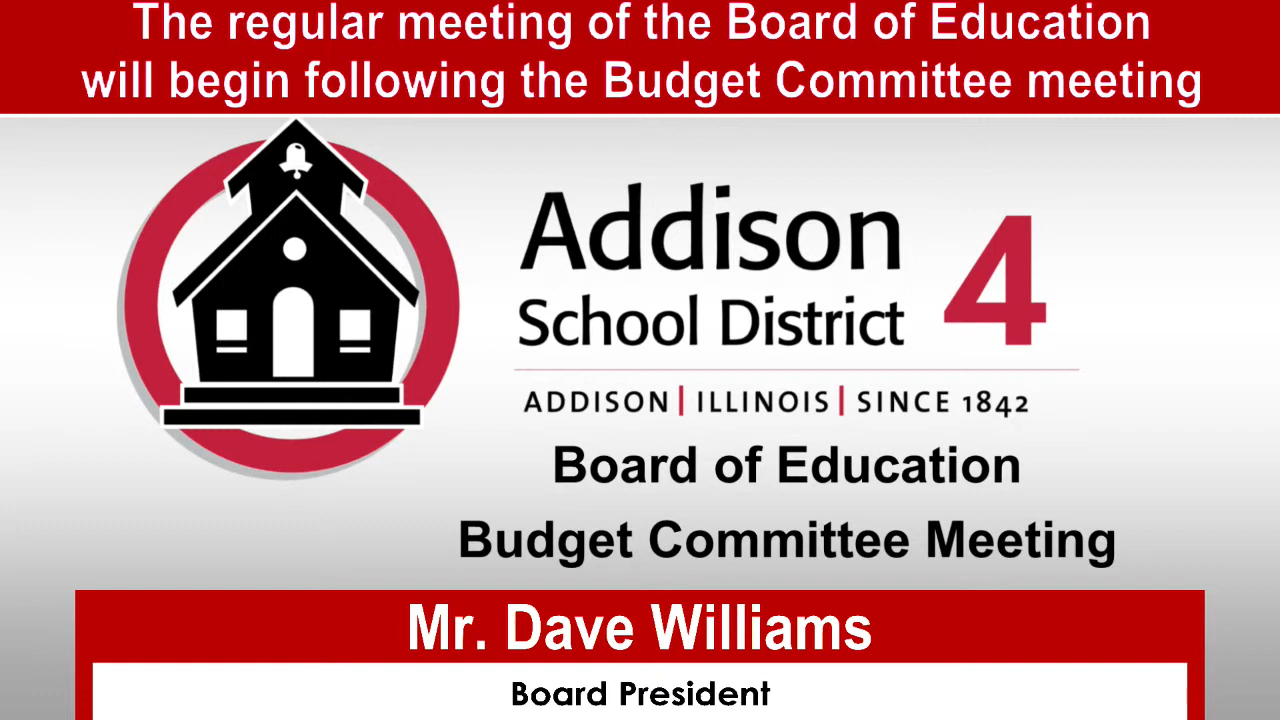 The regular meeting of the Board of Education
will begin following the Budget Committee meeting
Addison
School District 4
ADDISON | ILLINOIS | SINCE 1842
Board of Education
Budget Committee Meeting
Mr. Dave Williams
Board President